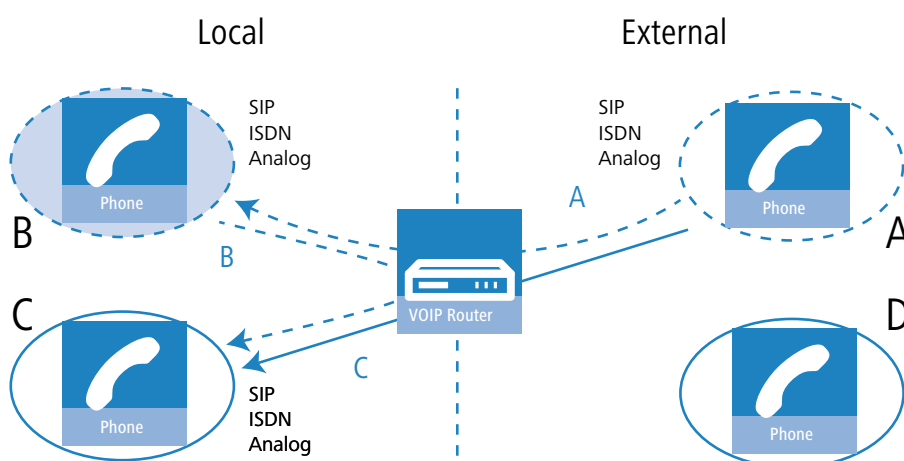 Local
External
SIP
ISDN
Analog
SIP
ISDN
Analog
Phone
Phone
B
A
A
B
C
VOIP Router
D
C
Phone
SIP
ISDN
Analog
Phone